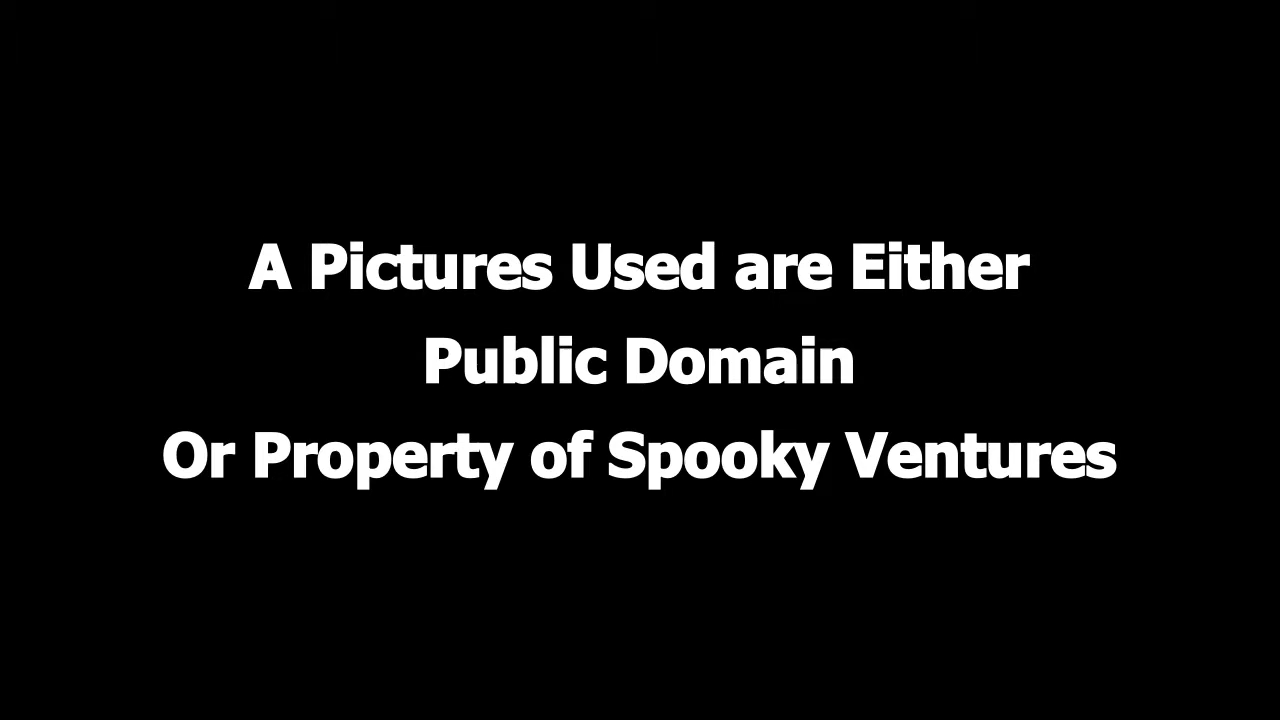 A Pictures Used are Either
Public Domain
Or Property of Spooky Ventures